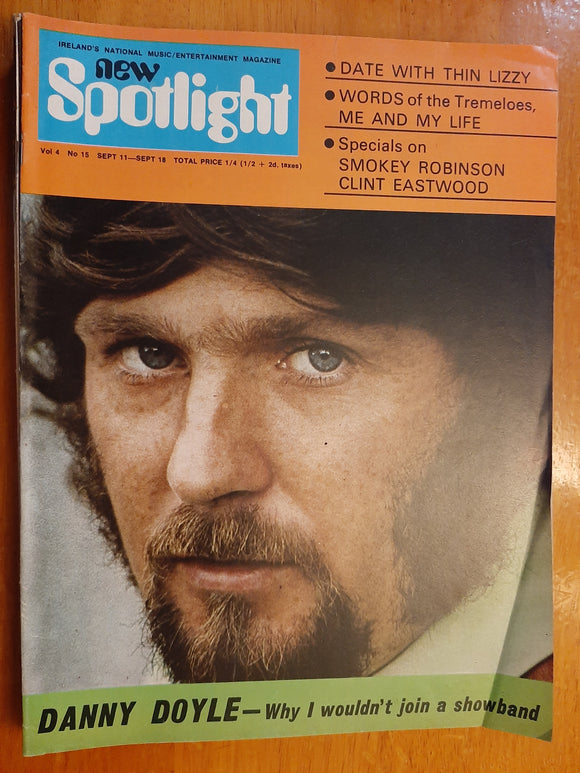 IRELAND'S NATIONAL MUSIC/ENTERTAINMENT MAGAZINE
new
Spotlight
Vol 4 No 15 SEPT 11—SEPT 18 TOTAL PRICE 1/4 (1/2 + 2d. taxes)
● DATE WITH THIN LIZZY
● WORDS of the Tremeloes,
ME AND MY LIFE
● Specials on
SMOKEY ROBINSON
CLINT EASTWOOD
DANNY DOYLE—Why I wouldn't join a showband